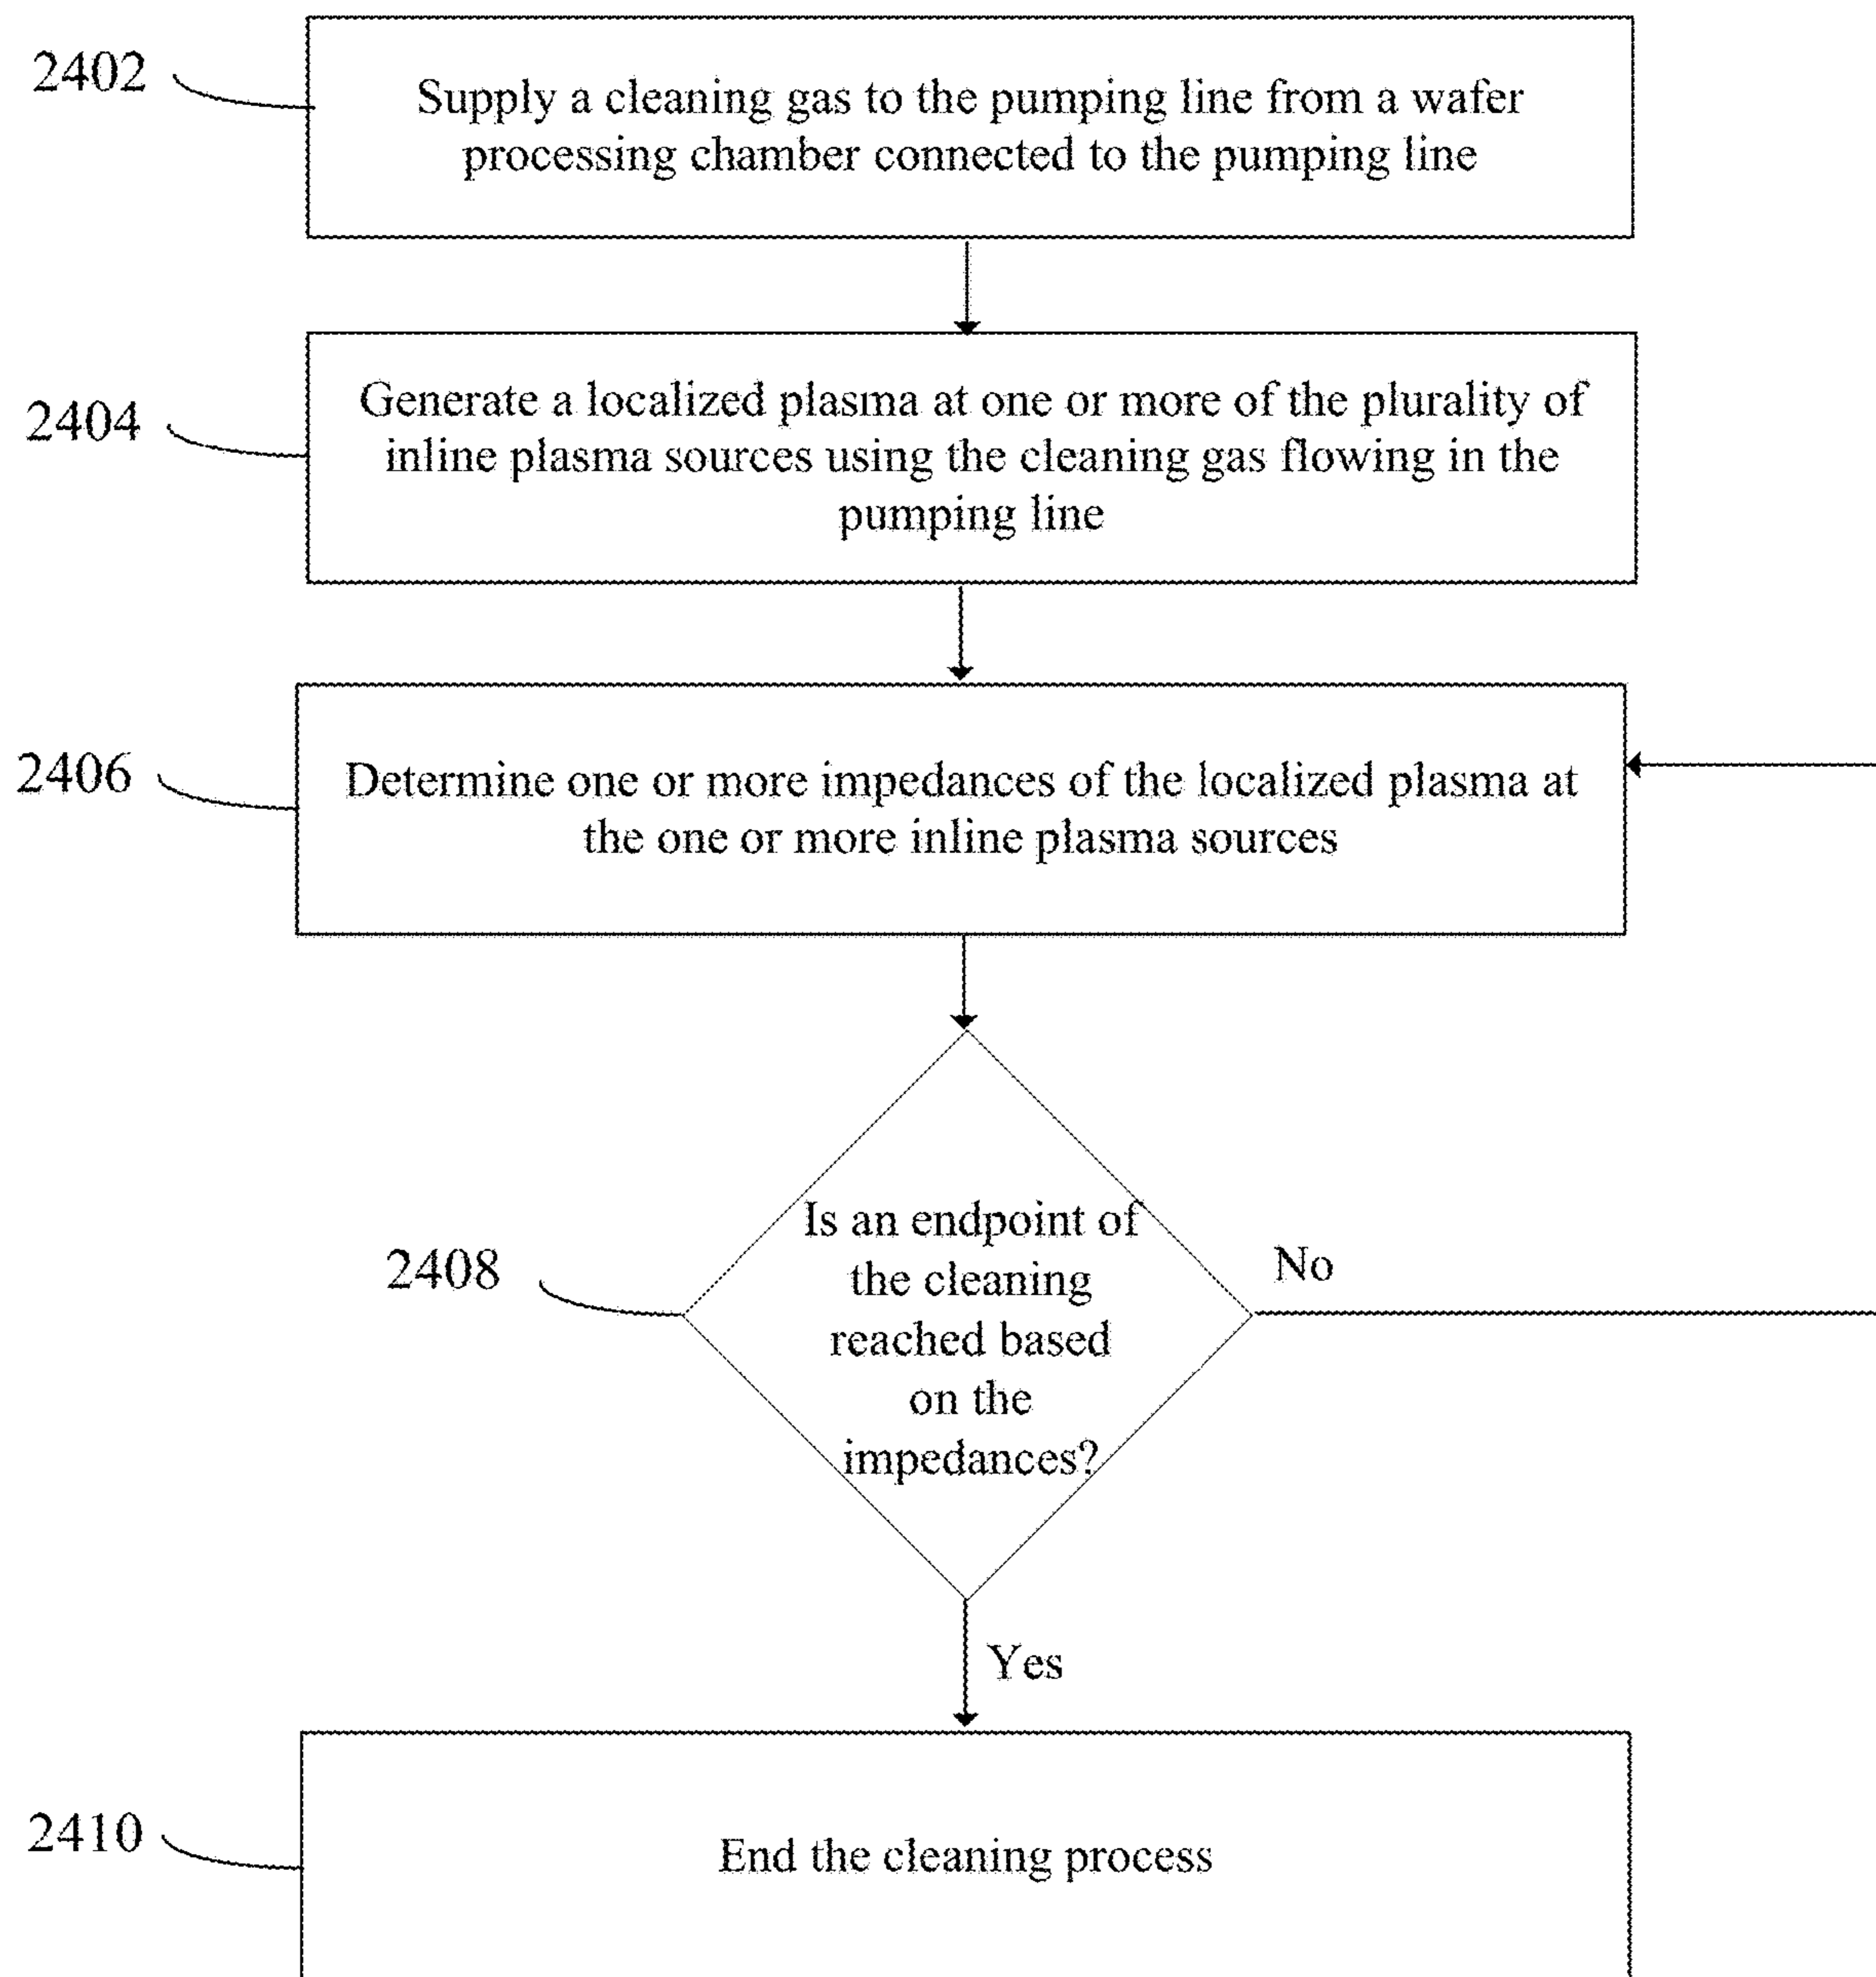 2402
Supply a cleaning gas to the pumping line from a wafer
processing chamber connected to the pumping line
2404
Generate a localized plasma at one or more of the plurality of
inline plasma sources using the cleaning gas flowing in the
pumping line
2406
Determine one or more impedances of the localized plasma at
the one or more inline plasma sources
2408
Is an endpoint of
the cleaning
reached based
on the
impedances?
No
Yes
2410
End the cleaning process